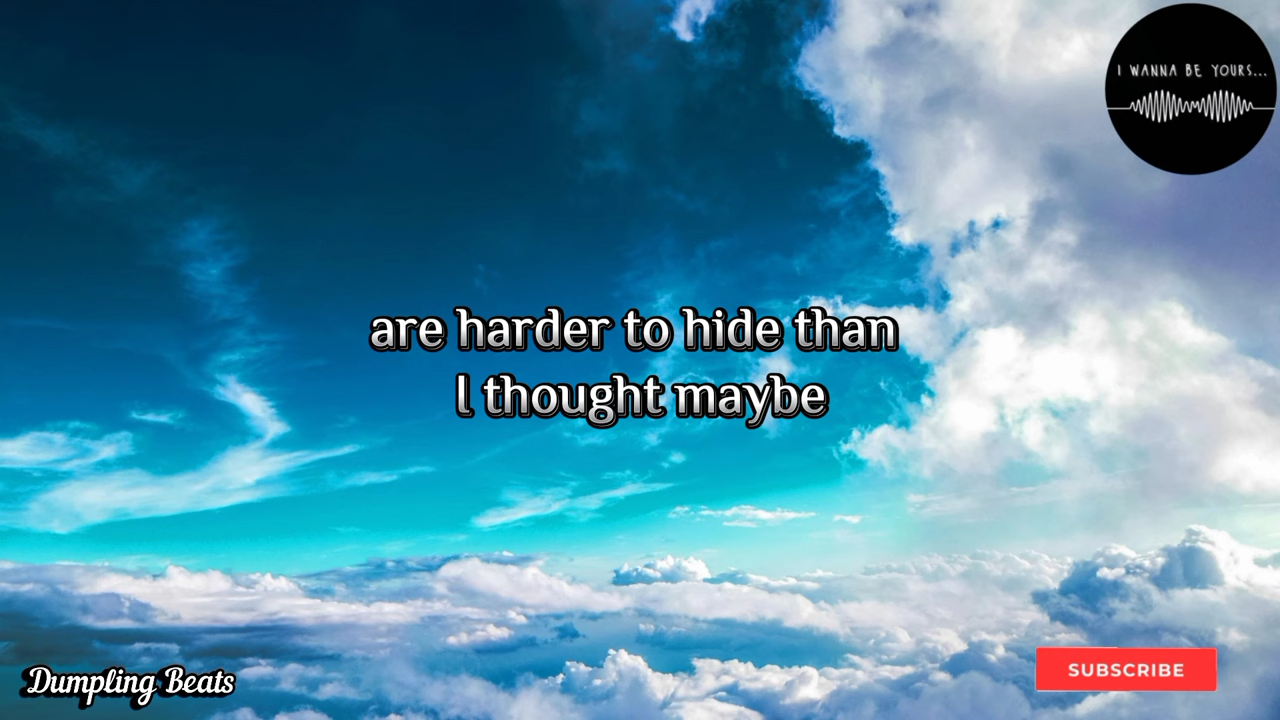 I WANNA BE YOURS...
are harder to hide than
I thought maybe
Dumpling Beats
SUBSCRIBE